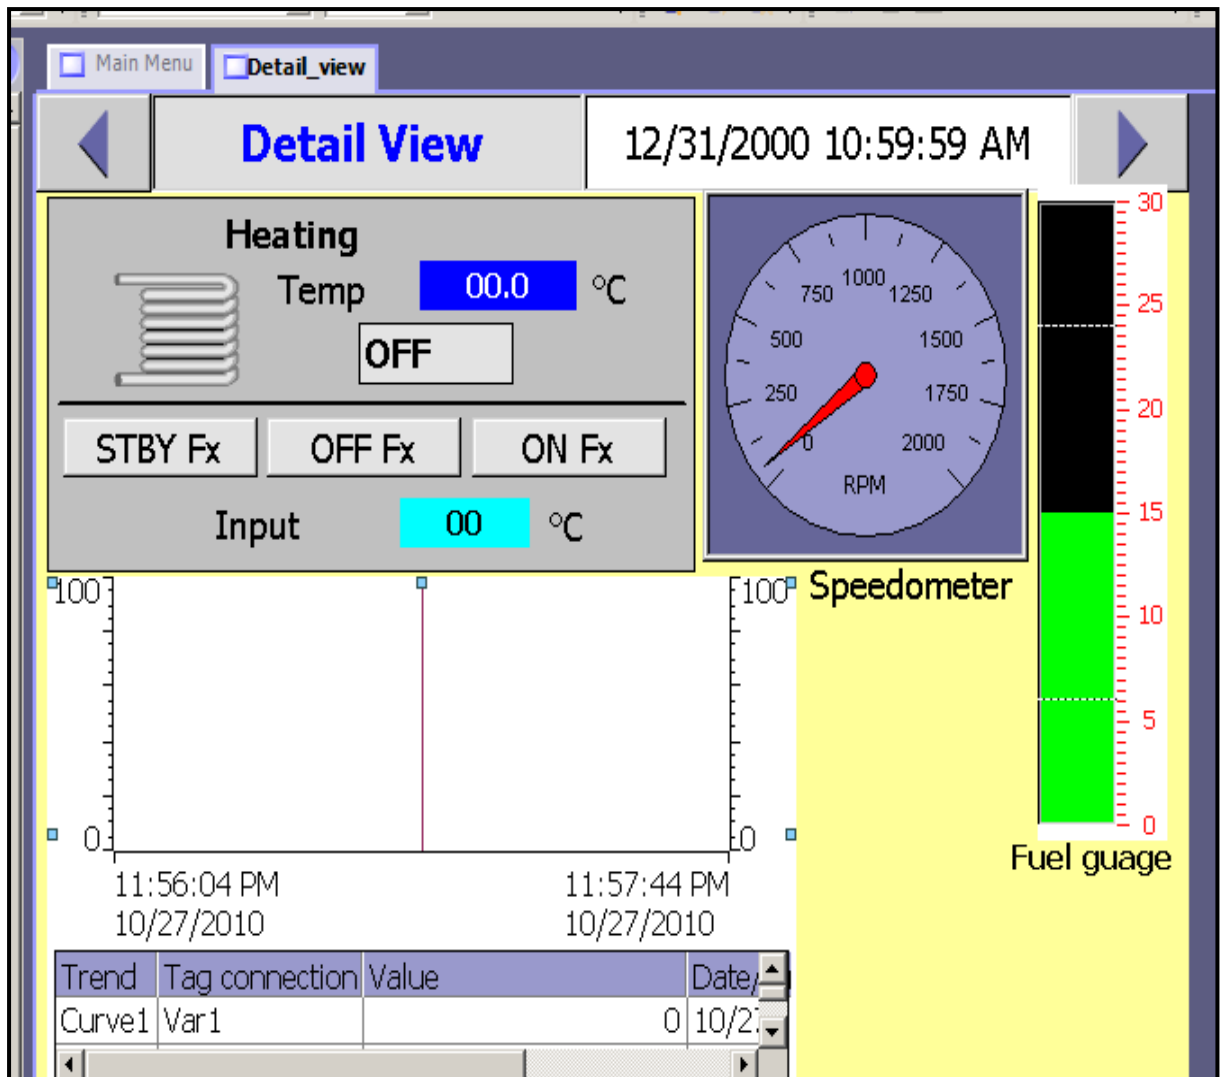 Main Menu
Detail_view
Detail View
12/31/2000 10:59:59 AM
Heating
Temp 00.0 °C
OFF
STBY Fx OFF Fx ON Fx
Input 00 °C
0 250 500 750 1000 1250 1500 1750 2000
RPM
Speedometer
30
25
20
15
10
5
0
Fuel guage
100 100
0 0
11:56:04 PM 11:57:44 PM
10/27/2010 10/27/2010
Trend Tag connection Value Date/
Curve1 Var1 0 10/27